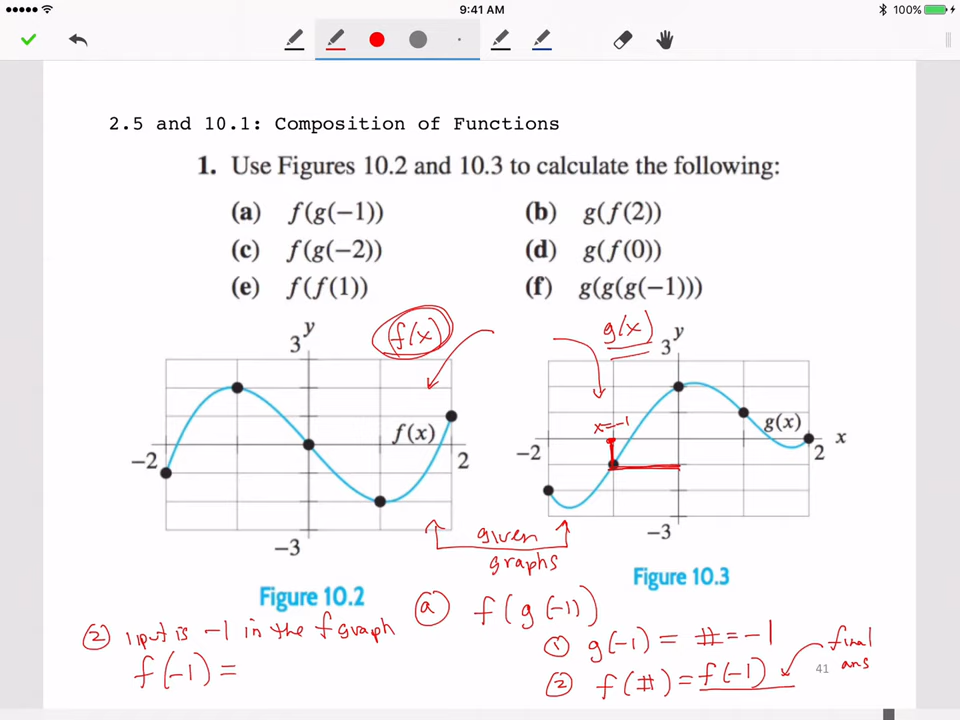 9:41 AM
100%
2.5 and 10.1: Composition of Functions
1. Use Figures 10.2 and 10.3 to calculate the following:
(a) f(g(−1)) (b) g(f(2))
(c) f(g(−2)) (d) g(f(0))
(e) f(f(1)) (f) g(g(g(−1)))
f(x)
g(x)
3 y
3 y
x=-1
f(x)
g(x)
x
−2
2
−2
2
−3
−3
given
graphs
Figure 10.2
Figure 10.3
ⓐ f(g(-1))
① g(-1) = # = -1
② f(#) = f(-1)
final
ans
② input is -1 in the f graph
f(-1) =
41